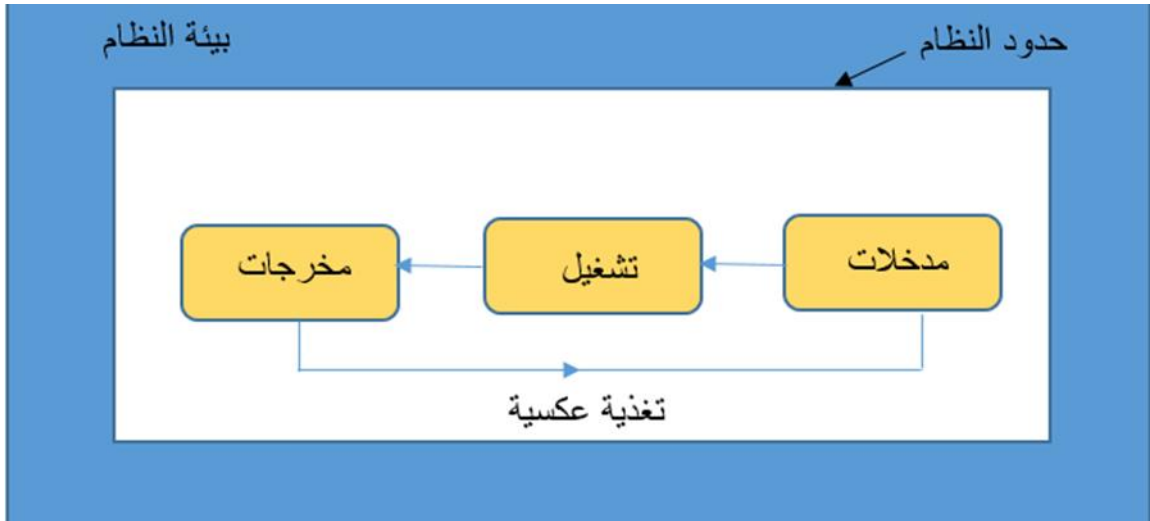 حدود النظام
بيئة النظام
مدخلات
تشغيل
مخرجات
تغذية عكسية